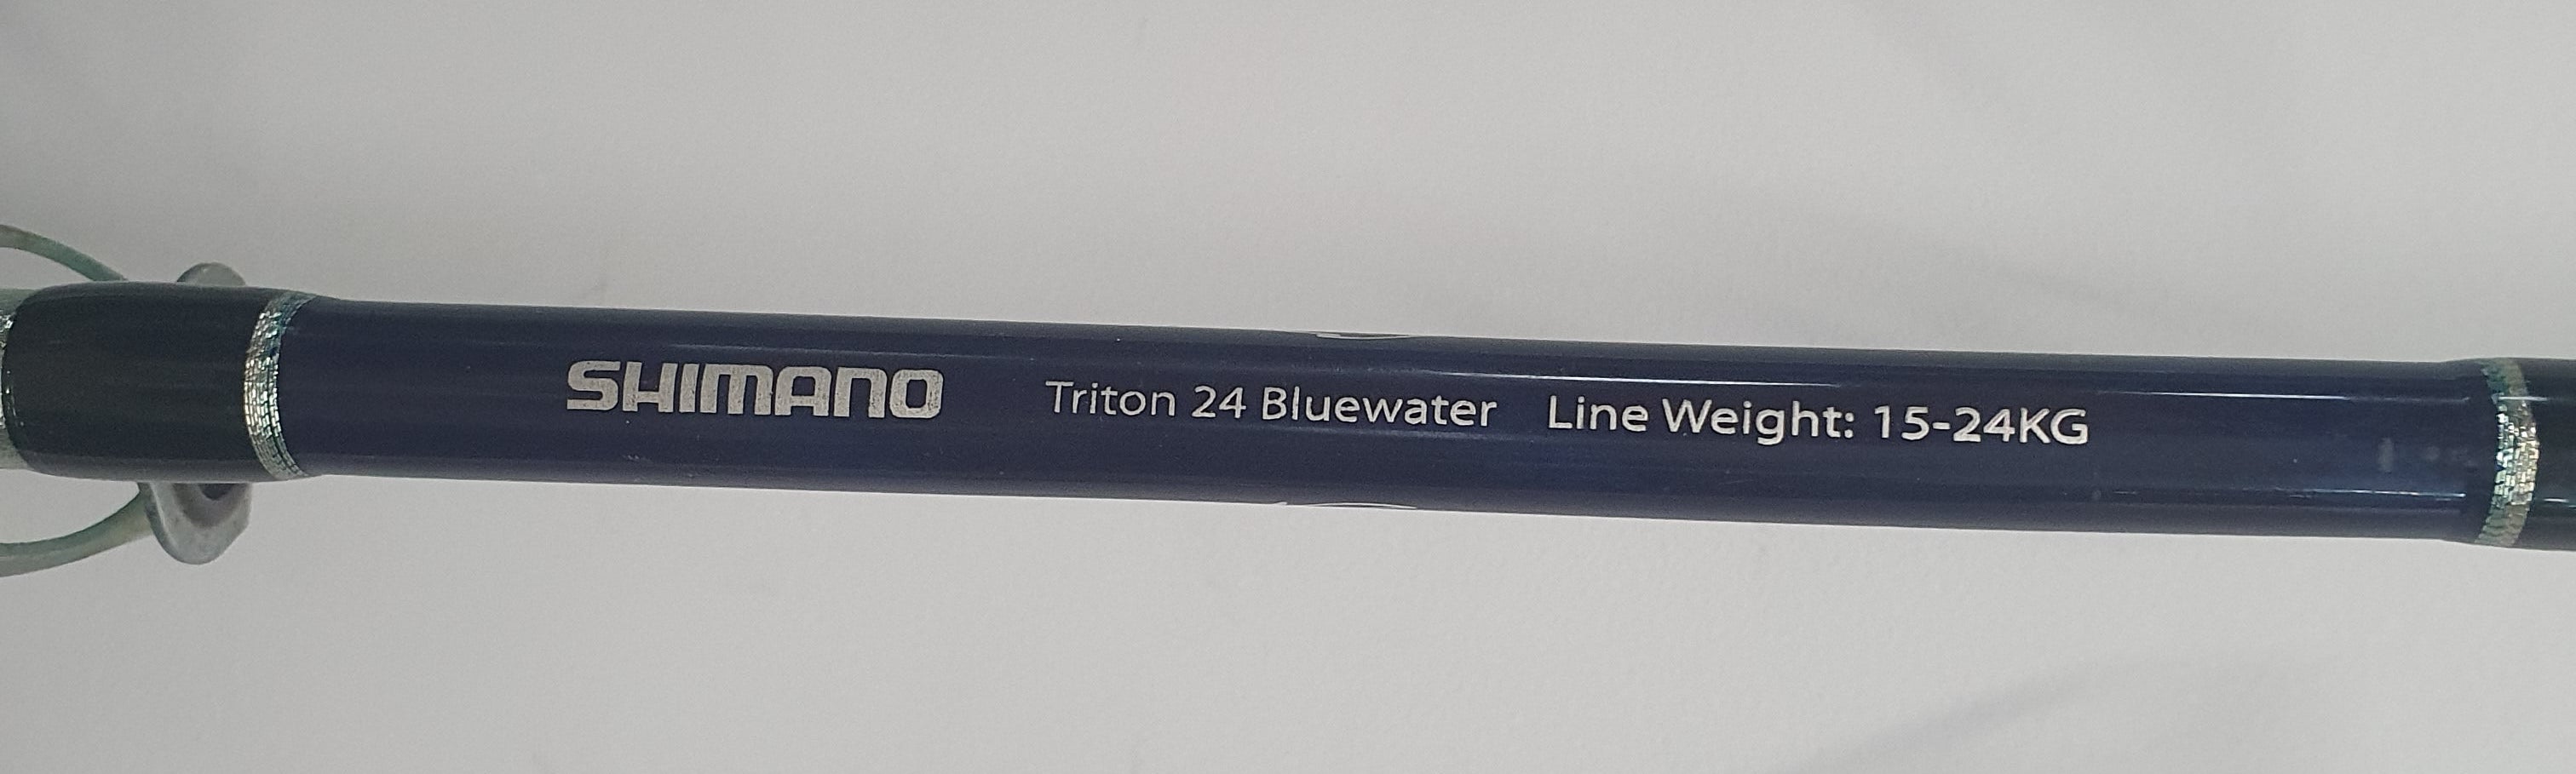 SHIMANO Triton 24 Bluewater Line Weight: 15-24KG